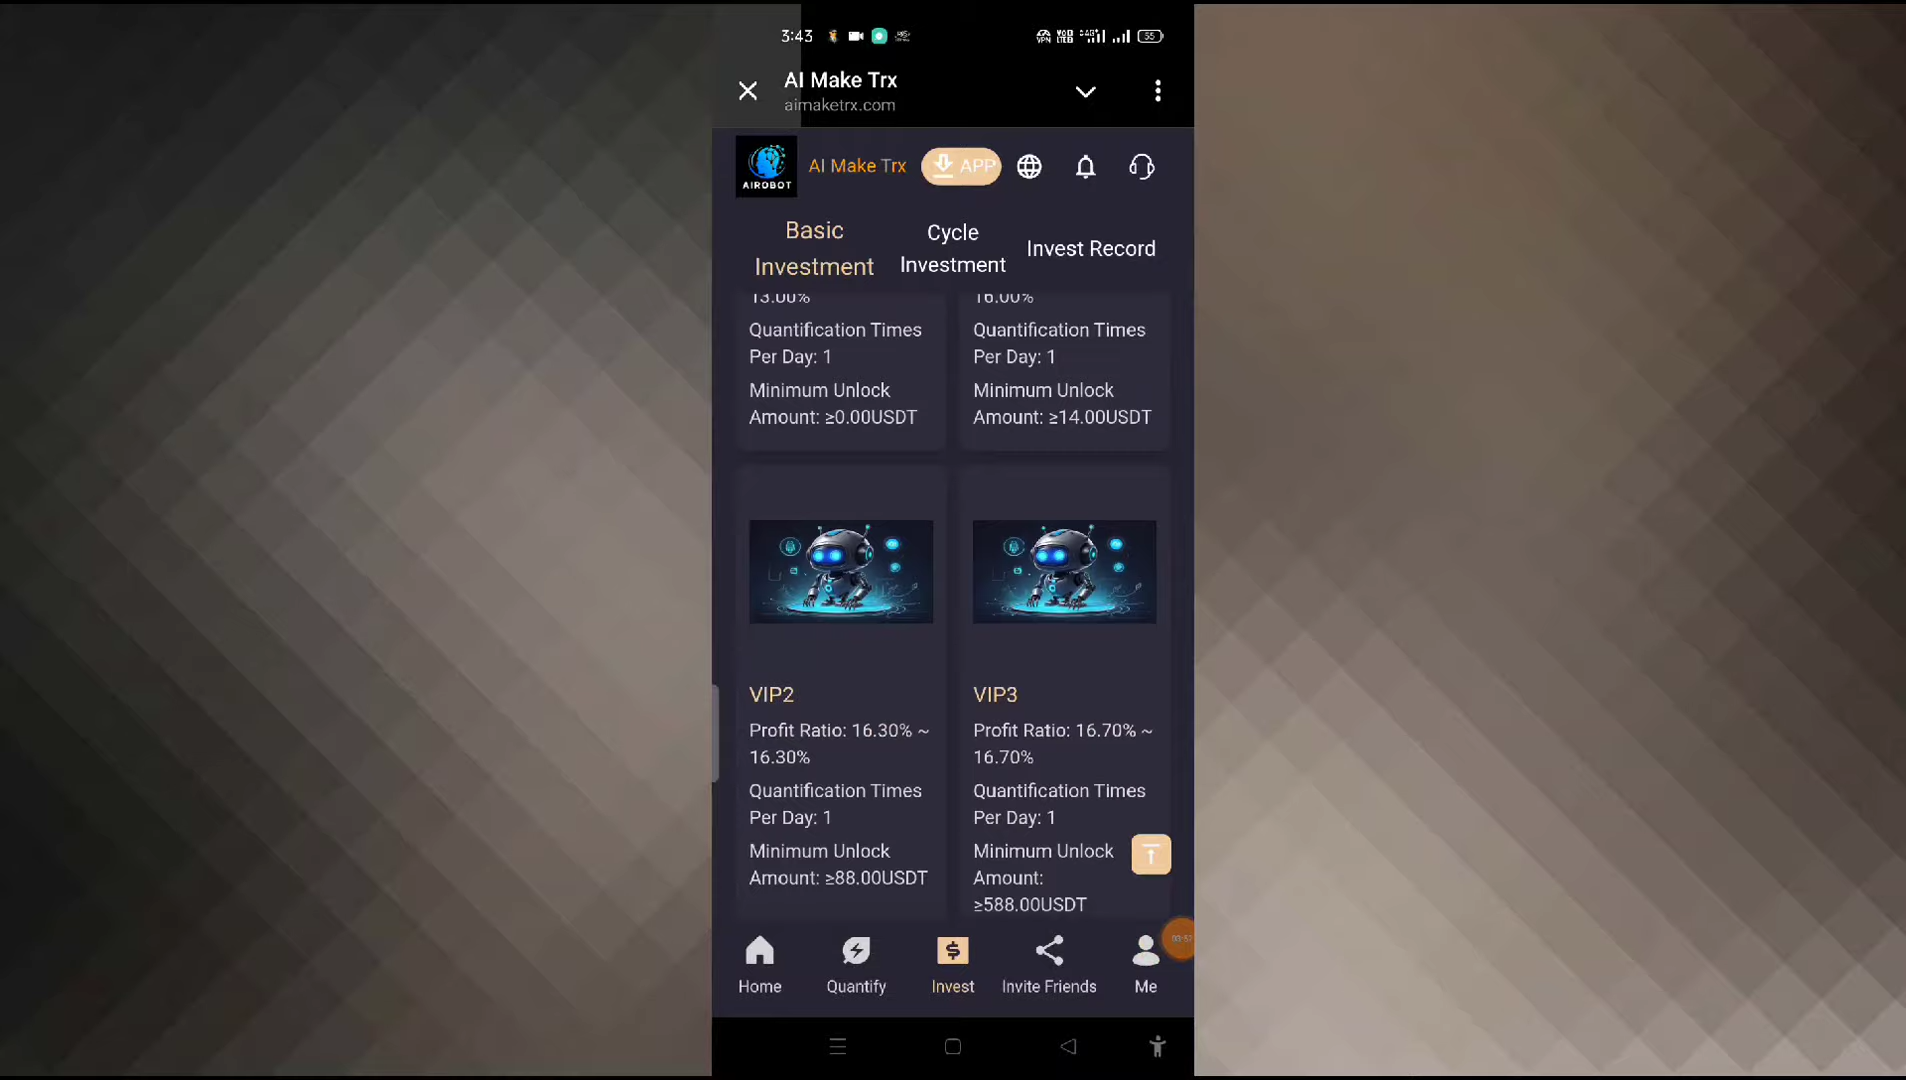 3:43
55
AI Make Trx
aimaketrx.com
AIROBOT
AI Make Trx
APP
Basic
Investment
Cycle
Investment
Invest Record
13.00%
16.00%
Quantification Times
Per Day: 1
Minimum Unlock
Amount: ≥0.00USDT
Quantification Times
Per Day: 1
Minimum Unlock
Amount: ≥14.00USDT
VIP2
Profit Ratio: 16.30% ~
16.30%
Quantification Times
Per Day: 1
Minimum Unlock
Amount: ≥88.00USDT
VIP3
Profit Ratio: 16.70% ~
16.70%
Quantification Times
Per Day: 1
Minimum Unlock
Amount:
≥588.00USDT
Home
Quantify
Invest
Invite Friends
Me